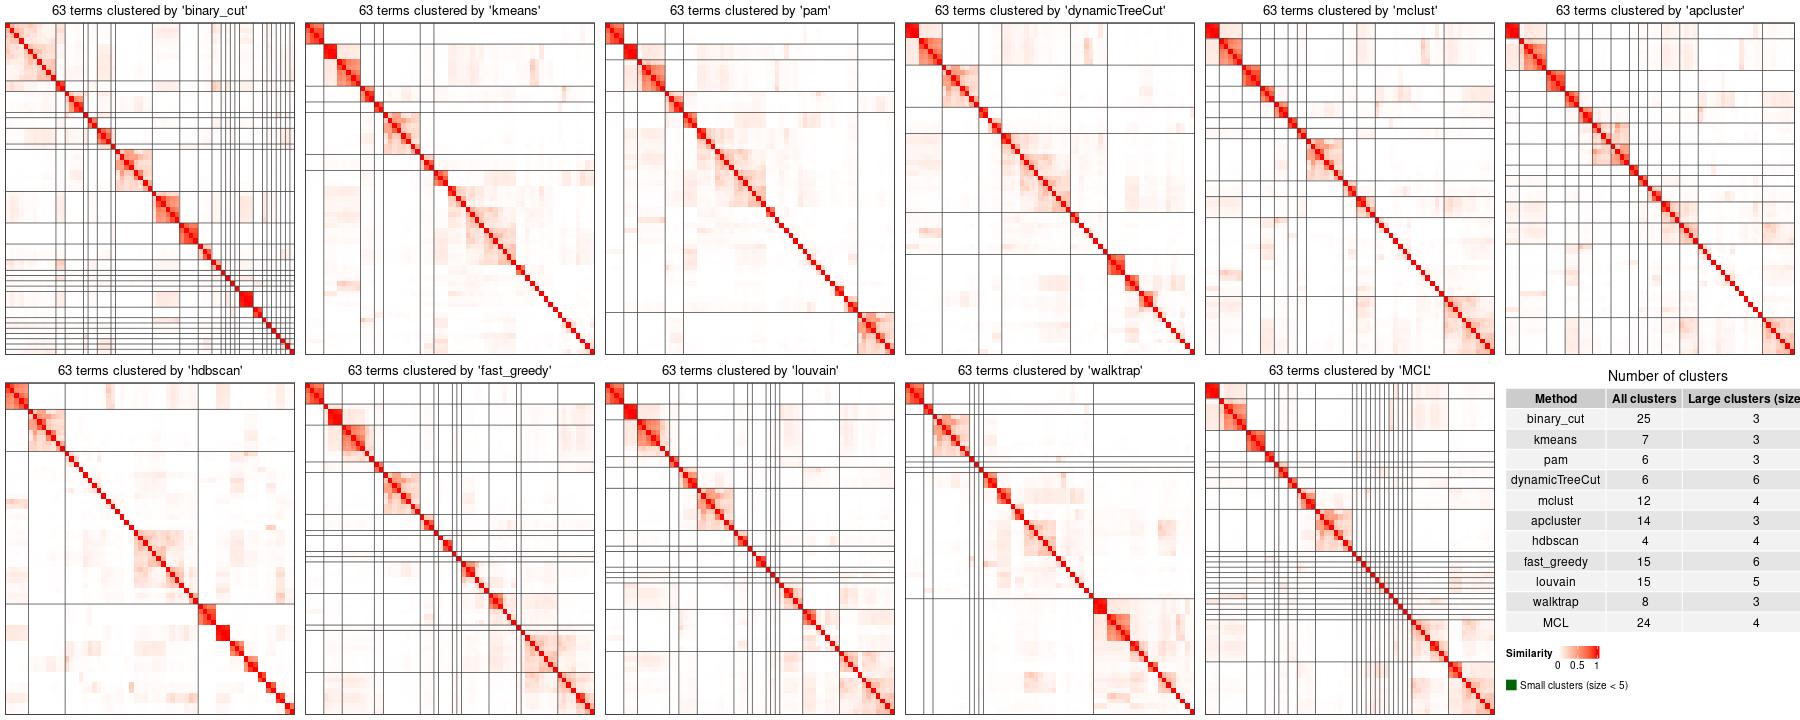 63 terms clustered by 'binary_cut'
63 terms clustered by 'kmeans'
63 terms clustered by 'pam'
63 terms clustered by 'dynamicTreeCut'
63 terms clustered by 'mclust'
63 terms clustered by 'apcluster'
63 terms clustered by 'hdbscan'
63 terms clustered by 'fast_greedy'
63 terms clustered by 'louvain'
63 terms clustered by 'walktrap'
63 terms clustered by 'MCL'
Number of clusters
Method All clusters Large clusters (size
binary_cut 25 3
kmeans 7 3
pam 6 3
dynamicTreeCut 6 6
mclust 12 4
apcluster 14 3
hdbscan 4 4
fast_greedy 15 6
louvain 15 5
walktrap 8 3
MCL 24 4
Similarity
0 0.5 1
Small clusters (size < 5)